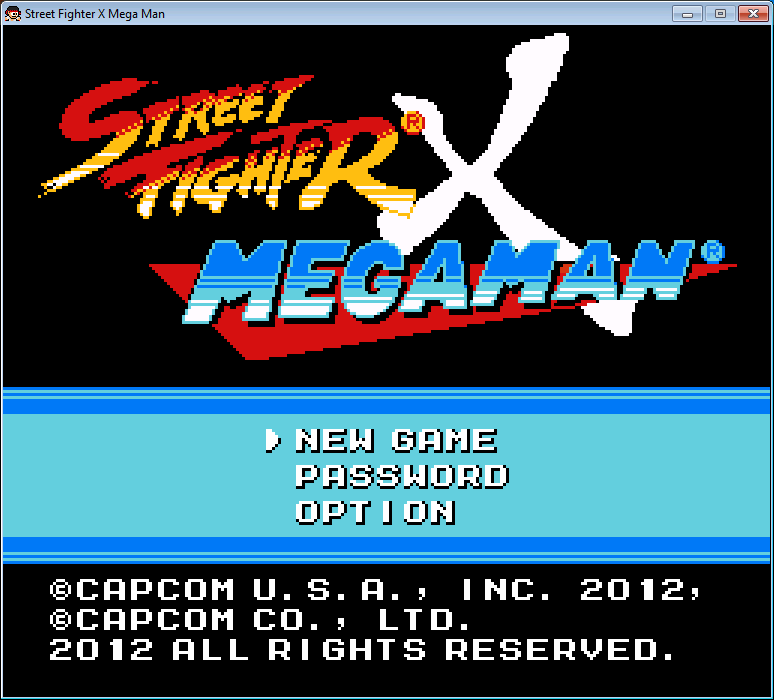 Street Fighter X Mega Man
STREET
FIGHTER® X
MEGAMAN®
NEW GAME
PASSWORD
OPTION
©CAPCOM U.S.A., INC. 2012,
©CAPCOM CO., LTD.
2012 ALL RIGHTS RESERVED.